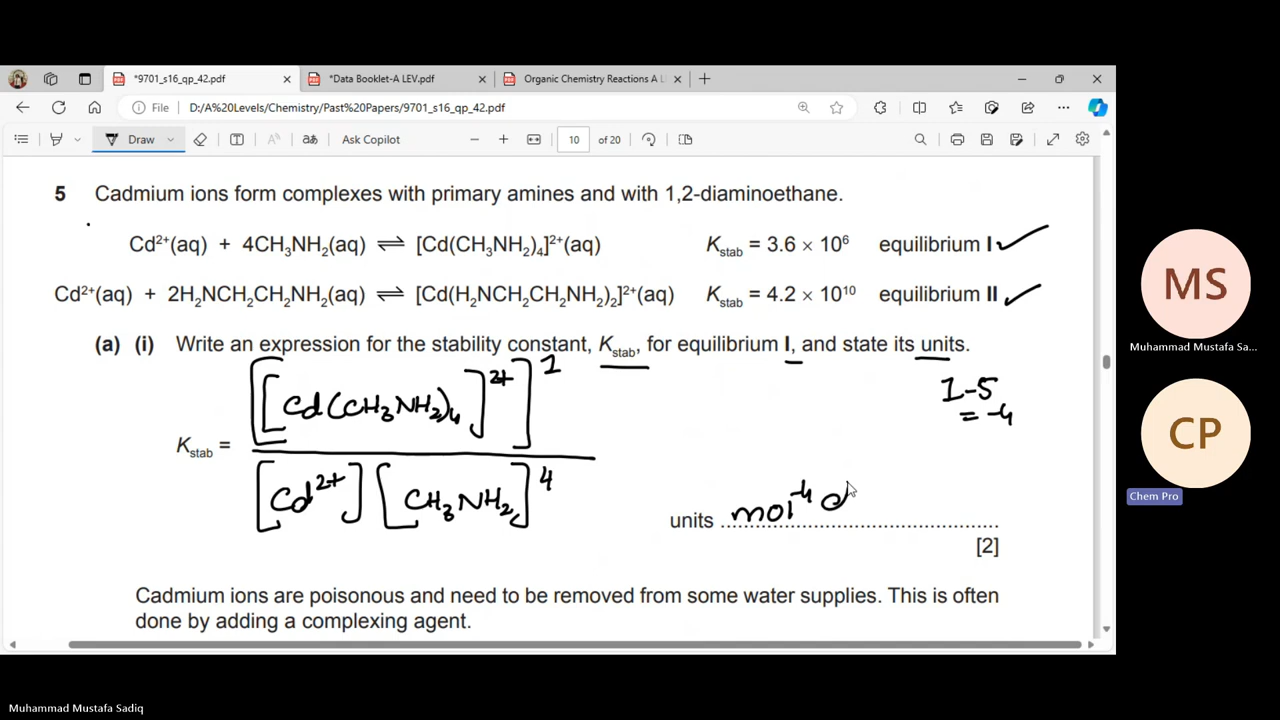 *9701_s16_qp_42.pdf
*Data Booklet-A LEV.pdf
Organic Chemistry Reactions A L
File D:/A%20Levels/Chemistry/Past%20Papers/9701_s16_qp_42.pdf
Draw aあ Ask Copilot 10 of 20
5 Cadmium ions form complexes with primary amines and with 1,2-diaminoethane.
Cd²⁺(aq) + 4CH₃NH₂(aq) ⇌ [Cd(CH₃NH₂)₄]²⁺(aq) Kstab = 3.6 × 10⁶ equilibrium I
Cd²⁺(aq) + 2H₂NCH₂CH₂NH₂(aq) ⇌ [Cd(H₂NCH₂CH₂NH₂)₂]²⁺(aq) Kstab = 4.2 × 10¹⁰ equilibrium II
(a) (i) Write an expression for the stability constant, Kstab, for equilibrium I, and state its units.
[[Cd(CH₃NH₂)₄]²⁺]¹
1-5
= -4
Kstab =
[Cd²⁺] [CH₃NH₂]⁴
units mol⁻⁴ d
[2]
Cadmium ions are poisonous and need to be removed from some water supplies. This is often
done by adding a complexing agent.
MS
Muhammad Mustafa Sa...
CP
Chem Pro
Muhammad Mustafa Sadiq